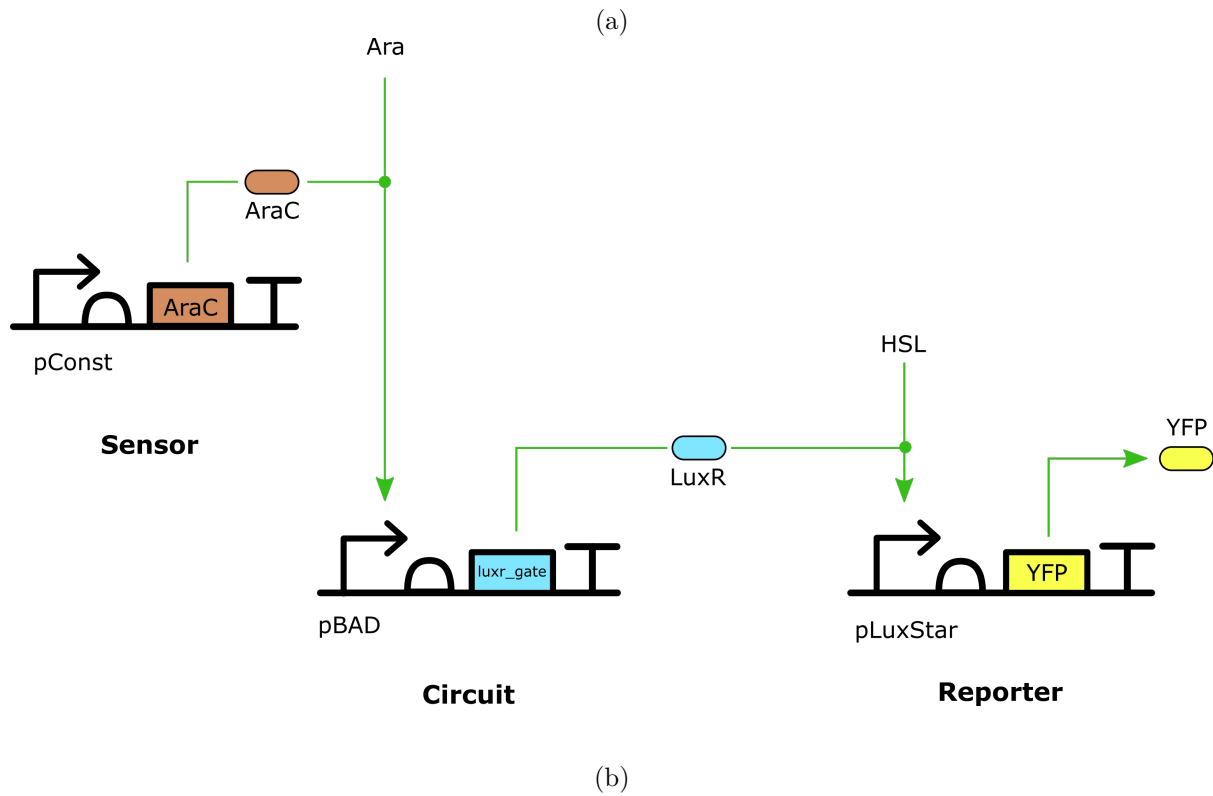 (a)
Ara
AraC
AraC
pConst
Sensor
HSL
YFP
LuxR
luxr_gate
YFP
pBAD
pLuxStar
Circuit
Reporter
(b)